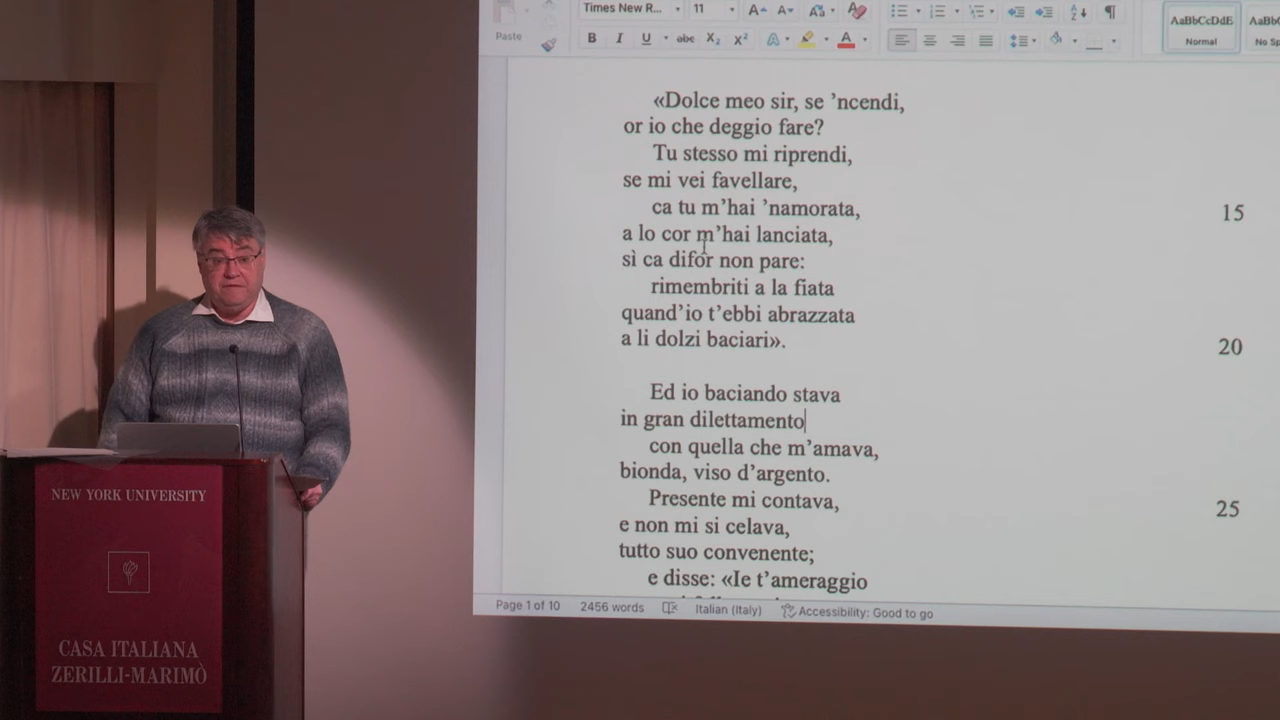 Times New R...
11
Paste
AaBbCcDdE
Normal
No Sp
«Dolce meo sir, se ’ncendi,
or io che deggio fare?
Tu stesso mi riprendi,
se mi vei favellare,
ca tu m’hai ’namorata, 15
a lo cor m’hai lanciata,
sì ca difor non pare:
rimembriti a la fiata
quand’io t’ebbi abrazzata
a li dolzi baciari». 20
Ed io baciando stava
in gran dilettamento
con quella che m’amava,
bionda, viso d’argento.
Presente mi contava, 25
e non mi si celava,
tutto suo convenente;
e disse: «Ie t’ameraggio
Page 1 of 10 2456 words Italian (Italy) Accessibility: Good to go
NEW YORK UNIVERSITY
CASA ITALIANA
ZERILLI-MARIMÒ